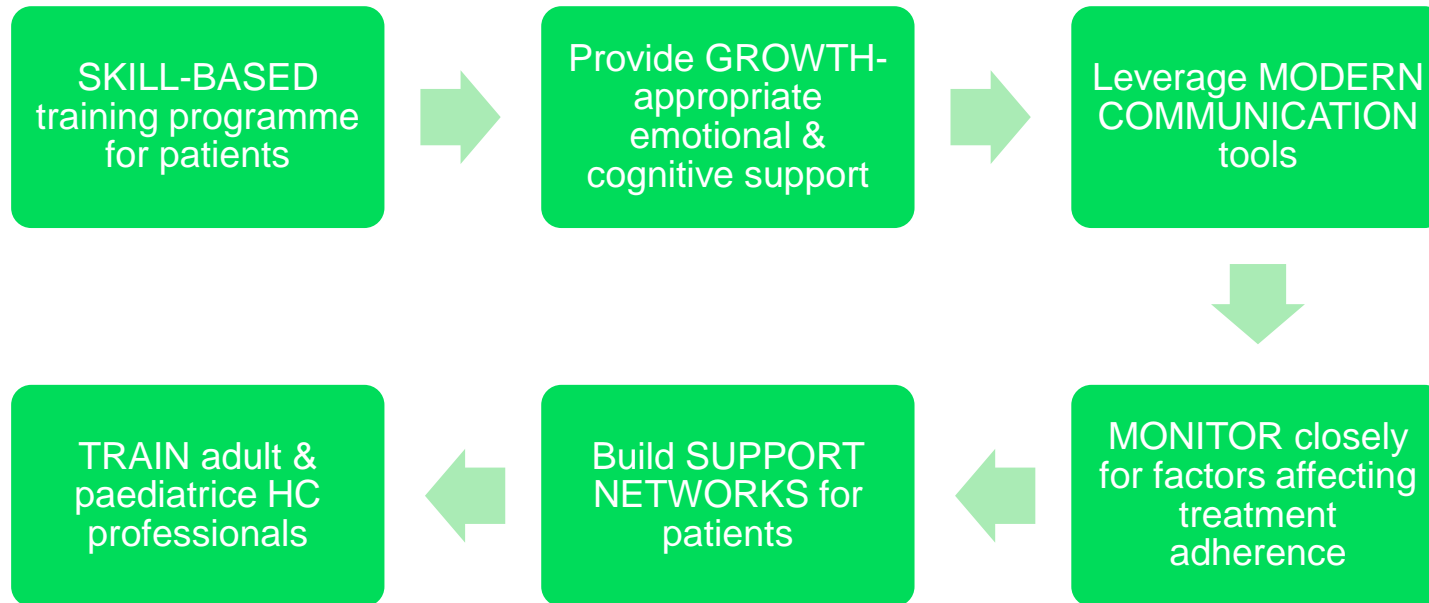 SKILL-BASED
training programme
for patients
Provide GROWTH-
appropriate
emotional &
cognitive support
Leverage MODERN
COMMUNICATION
tools
MONITOR closely
for factors affecting
treatment
adherence
Build SUPPORT
NETWORKS for
patients
TRAIN adult &
paediatrice HC
professionals